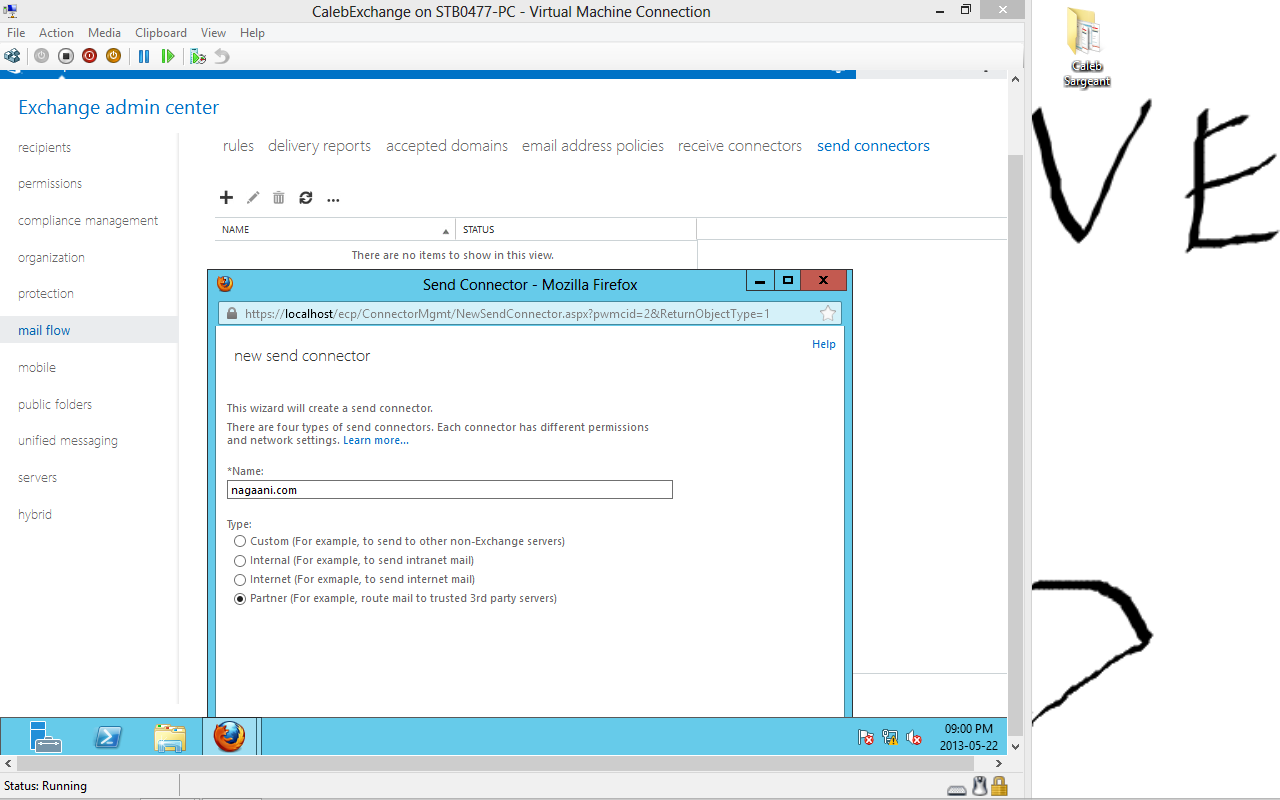 CalebExchange on STB0477-PC - Virtual Machine Connection
File Action Media Clipboard View Help
Exchange admin center
recipients
permissions
compliance management
organization
protection
mail flow
mobile
public folders
unified messaging
servers
hybrid
rules delivery reports accepted domains email address policies receive connectors send connectors
NAME STATUS
There are no items to show in this view.
Send Connector - Mozilla Firefox
https://localhost/ecp/ConnectorMgmt/NewSendConnector.aspx?pwmcid=2&ReturnObjectType=1
Help
new send connector
This wizard will create a send connector.
There are four types of send connectors. Each connector has different permissions
and network settings. Learn more...
*Name:
nagaani.com
Type:
Custom (For example, to send to other non-Exchange servers)
Internal (For example, to send intranet mail)
Internet (For exmaple, to send internet mail)
Partner (For example, route mail to trusted 3rd party servers)
09:00 PM
2013-05-22
Status: Running
Caleb
Sargeant
VE